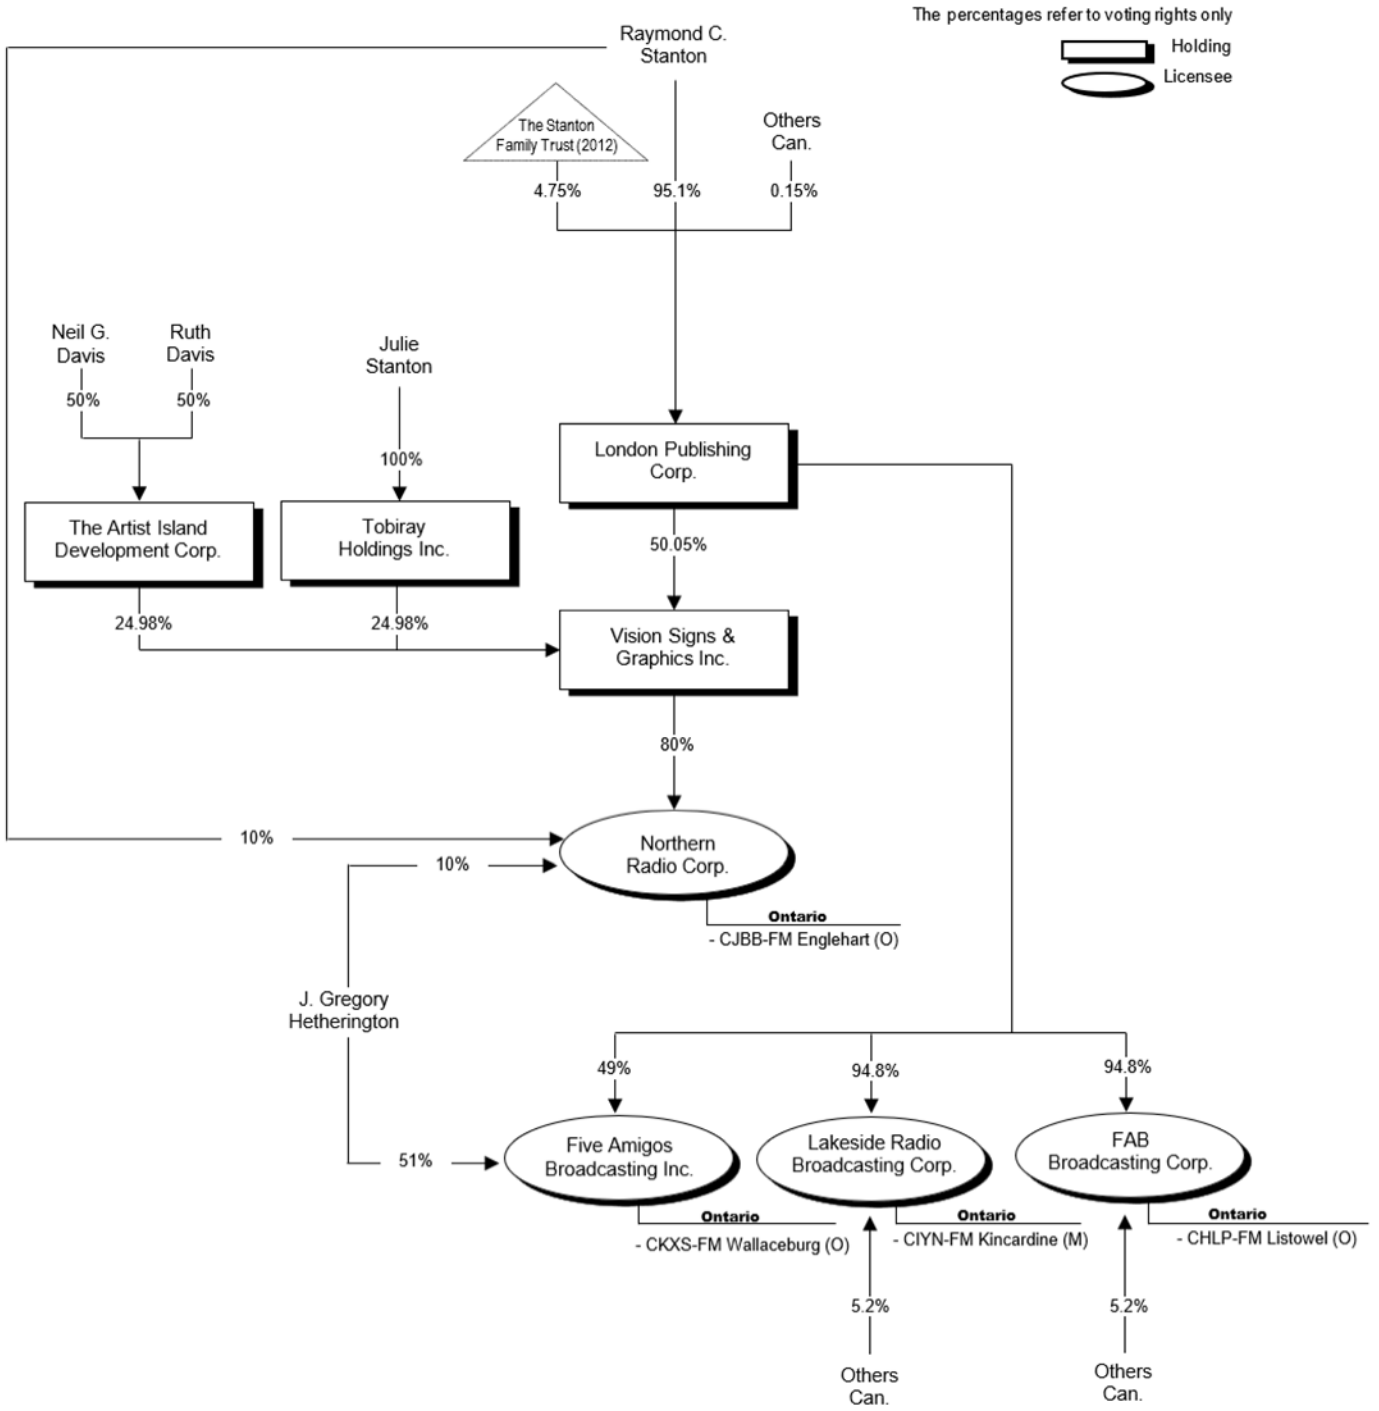 The percentages refer to voting rights only
Holding
Licensee
Raymond C.
Stanton
The Stanton
Family Trust (2012)
Others
Can.
4.75%
95.1%
0.15%
Neil G.
Davis
Ruth
Davis
Julie
Stanton
50%
50%
100%
London Publishing
Corp.
The Artist Island
Development Corp.
Tobiray
Holdings Inc.
50.05%
24.98%
24.98%
Vision Signs &
Graphics Inc.
80%
10%
Northern
Radio Corp.
10%
Ontario
- CJBB-FM Englehart (O)
J. Gregory
Hetherington
49%
94.8%
94.8%
51%
Five Amigos
Broadcasting Inc.
Lakeside Radio
Broadcasting Corp.
FAB
Broadcasting Corp.
Ontario
- CKXS-FM Wallaceburg (O)
Ontario
- CIYN-FM Kincardine (M)
Ontario
- CHLP-FM Listowel (O)
5.2%
5.2%
Others
Can.
Others
Can.